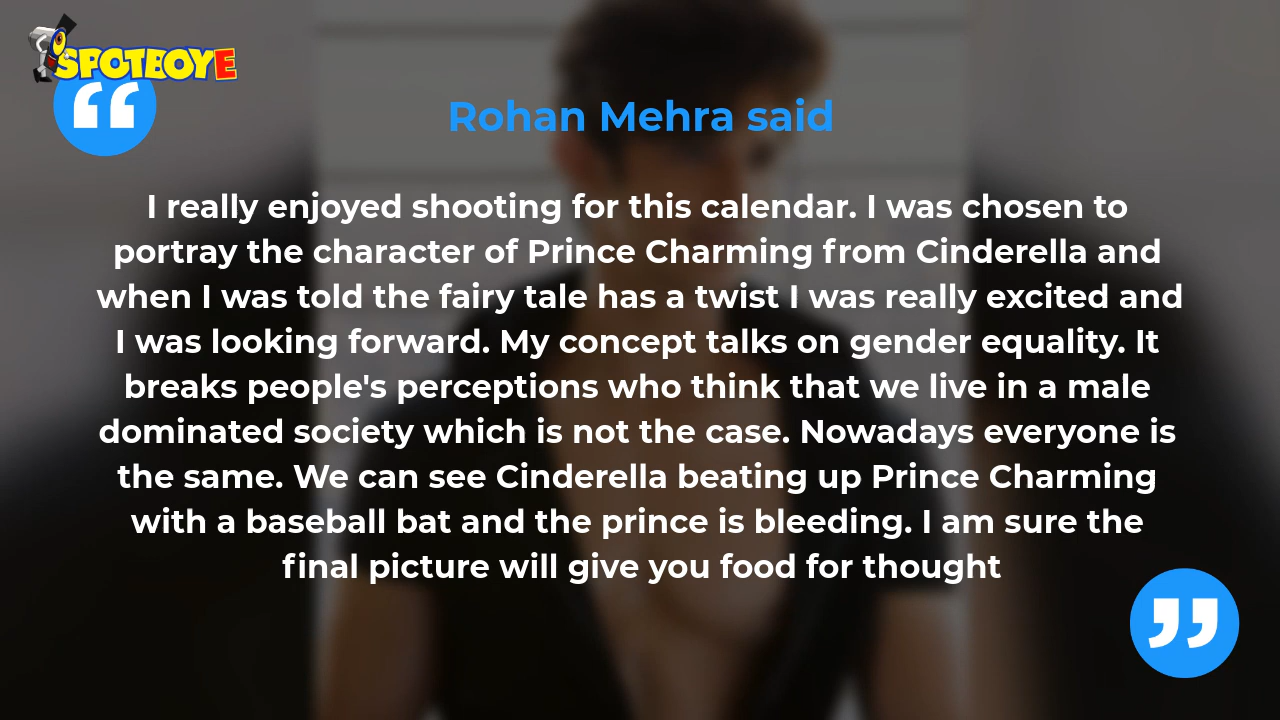 SPOTBOYE
“
Rohan Mehra said
I really enjoyed shooting for this calendar. I was chosen to
portray the character of Prince Charming from Cinderella and
when I was told the fairy tale has a twist I was really excited and
I was looking forward. My concept talks on gender equality. It
breaks people's perceptions who think that we live in a male
dominated society which is not the case. Nowadays everyone is
the same. We can see Cinderella beating up Prince Charming
with a baseball bat and the prince is bleeding. I am sure the
final picture will give you food for thought
”